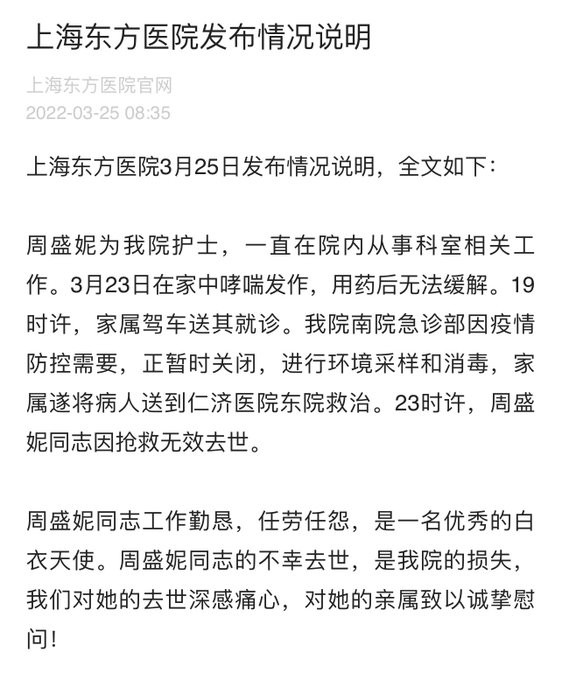 上海东方医院发布情况说明
上海东方医院官网
2022-03-25 08:35
上海东方医院3月25日发布情况说明，全文如下：
周盛妮为我院护士，一直在院内从事科室相关工
作。3月23日在家中哮喘发作，用药后无法缓解。19
时许，家属驾车送其就诊。我院南院急诊部因疫情
防控需要，正暂时关闭，进行环境采样和消毒，家
属遂将病人送到仁济医院东院救治。23时许，周盛
妮同志因抢救无效去世。
周盛妮同志工作勤恳，任劳任怨，是一名优秀的白
衣天使。周盛妮同志的不幸去世，是我院的损失，
我们对她的去世深感痛心，对她的亲属致以诚挚慰
问！